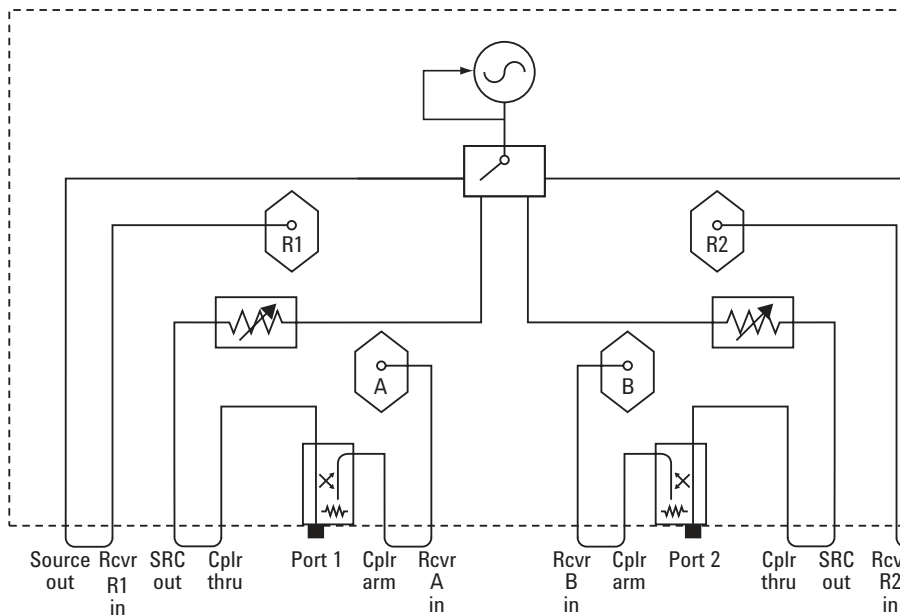 R1
R2
A
B
Source out
Rcvr R1 in
SRC out
Cplr thru
Port 1
Cplr arm
Rcvr A in
Rcvr B in
Cplr arm
Port 2
Cplr thru
SRC out
R2 in